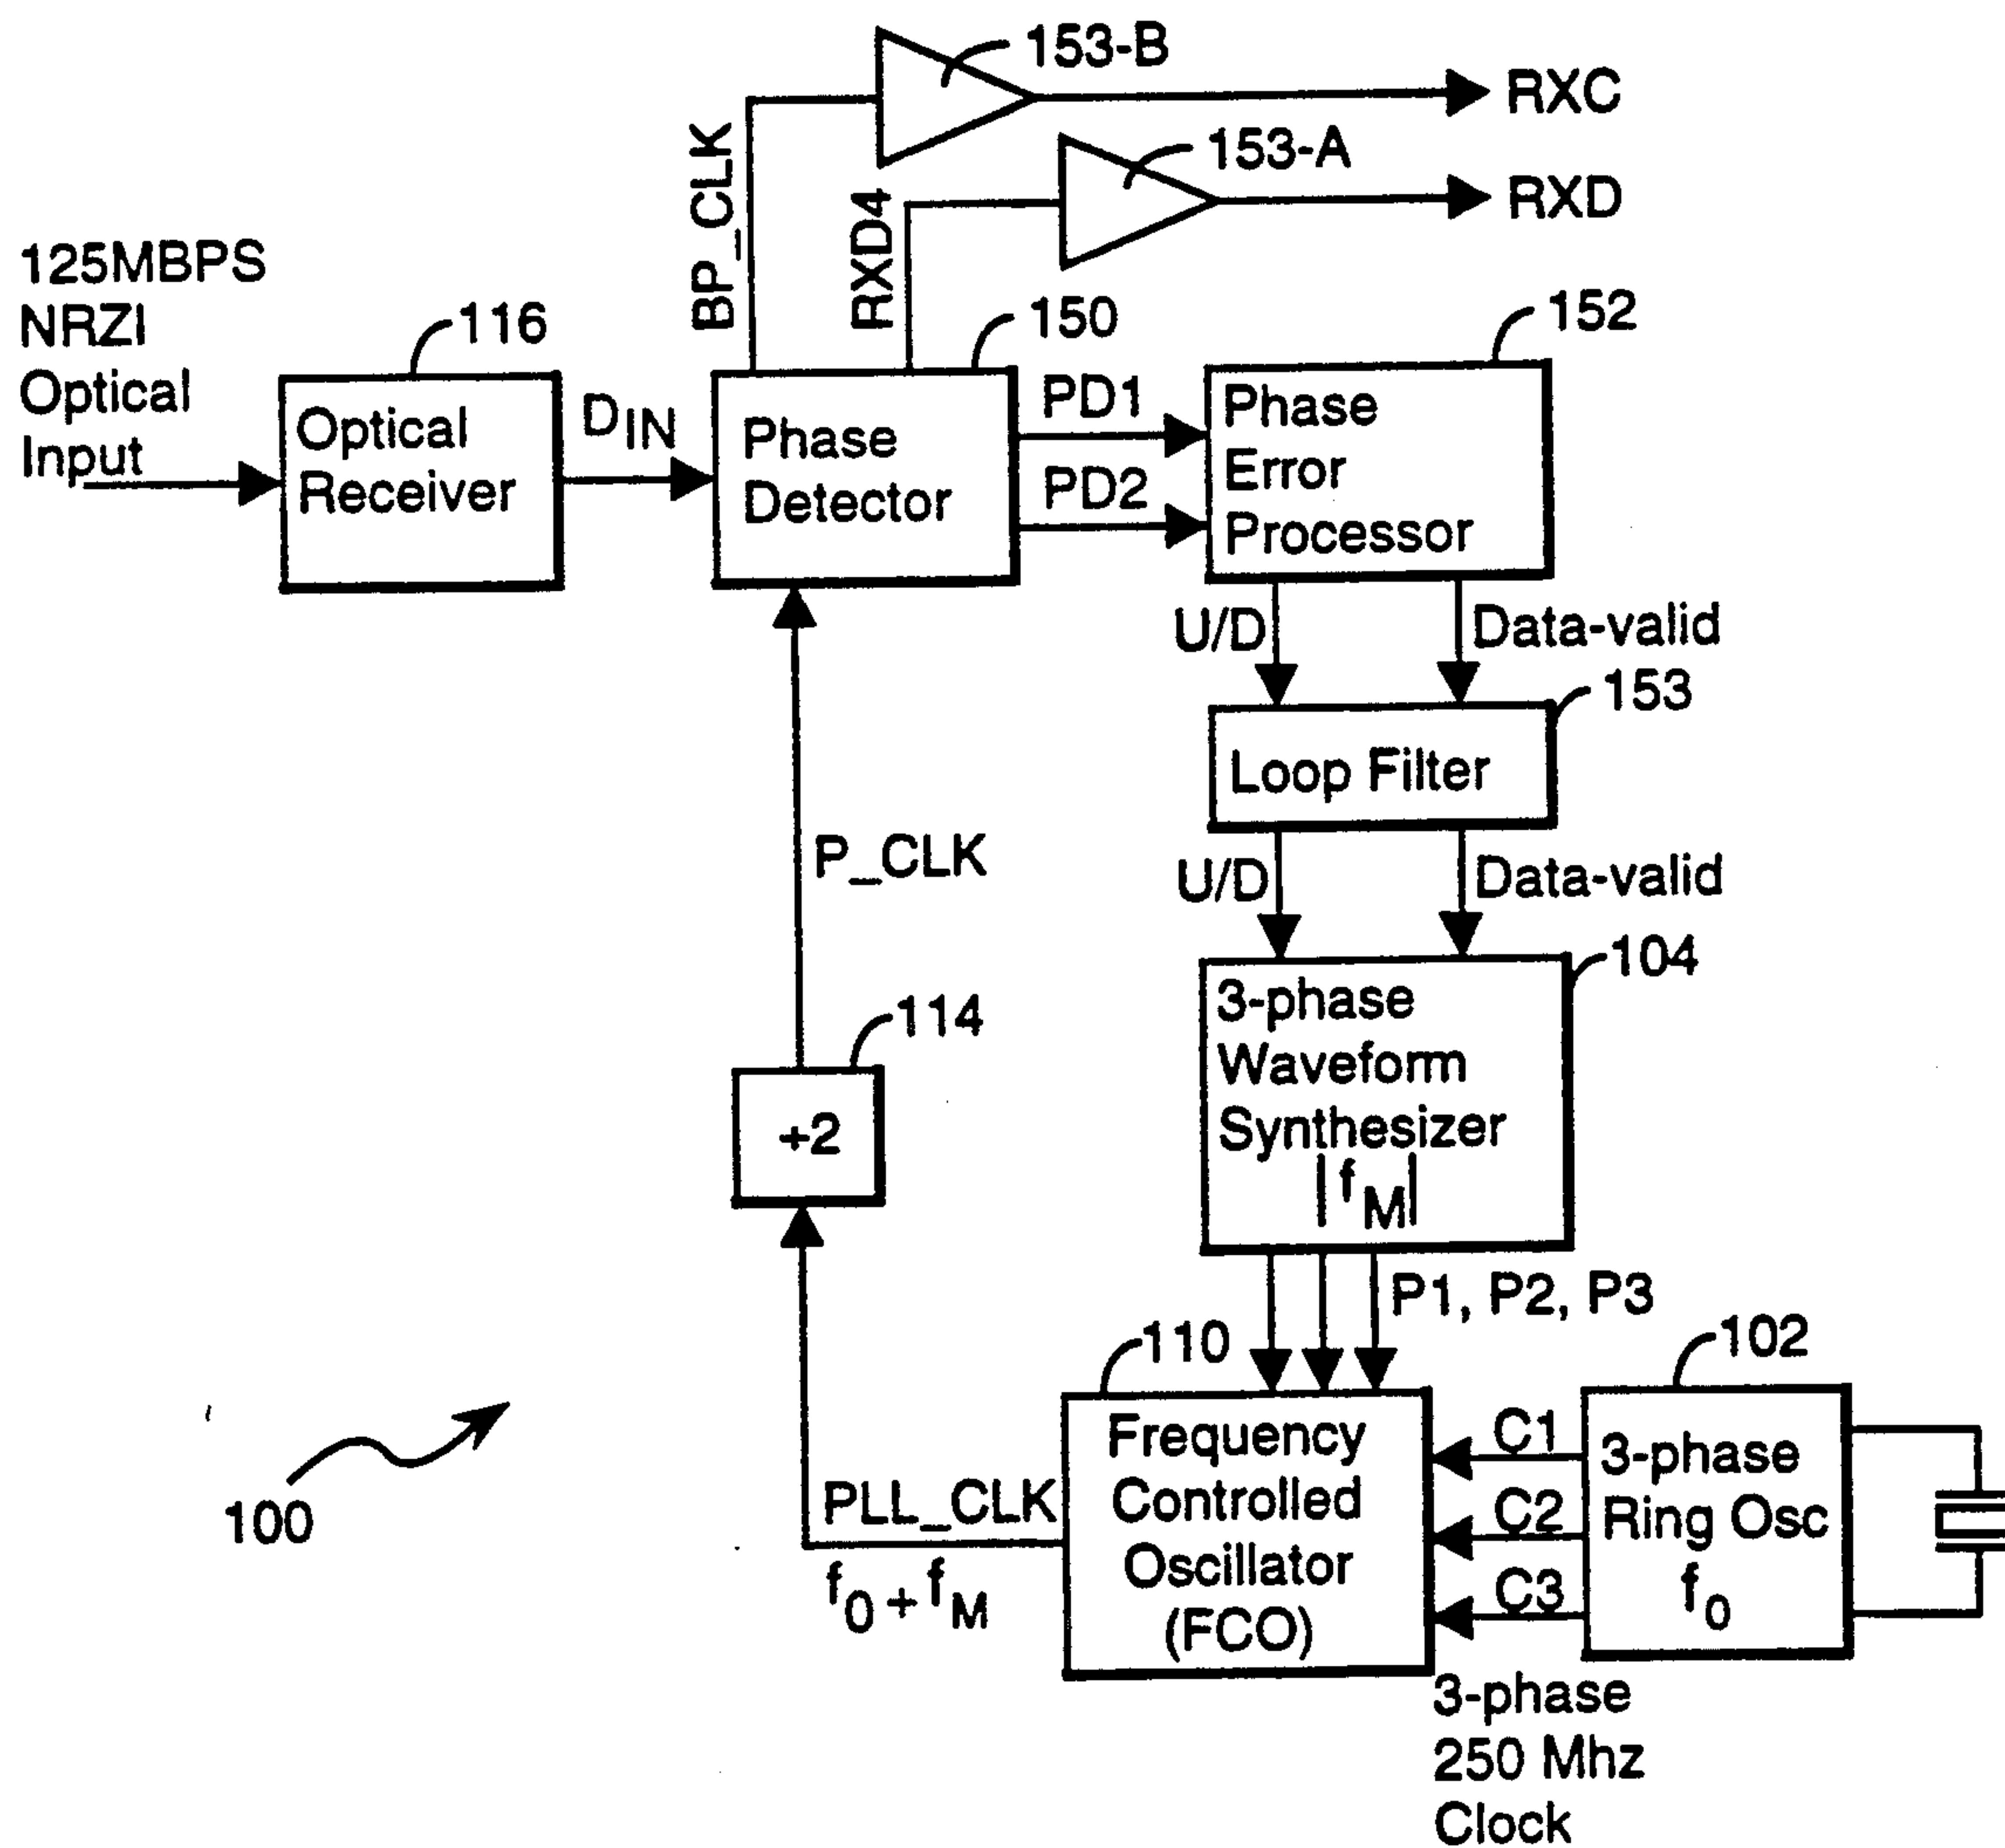 153-B
RXC
153-A
RXD
BP_CLK
RXD4
125MBPS
NRZI
Optical
Input
116
Optical
Receiver
DIN
150
Phase
Detector
PD1
PD2
152
Phase
Error
Processor
U/D
Data-valid
153
Loop Filter
U/D
Data-valid
P_CLK
104
3-phase
Waveform
Synthesizer
|fM|
114
+2
P1, P2, P3
110
Frequency
Controlled
Oscillator
(FCO)
102
C1
C2
C3
3-phase
Ring Osc
f0
PLL_CLK
f0 + fM
3-phase
250 Mhz
Clock
100